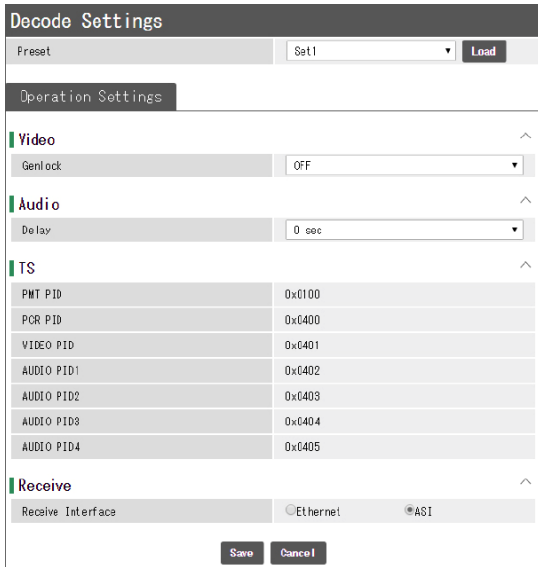 Decode Settings
Preset Set1 Load
Operation Settings
Video
Genlock OFF
Audio
Delay 0 sec
TS
PMT PID 0x0100
PCR PID 0x0400
VIDEO PID 0x0401
AUDIO PID1 0x0402
AUDIO PID2 0x0403
AUDIO PID3 0x0404
AUDIO PID4 0x0405
Receive
Receive Interface Ethernet ASI
Save Cancel